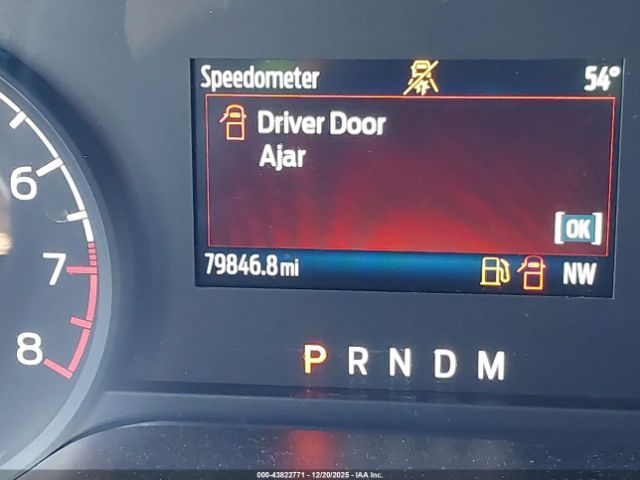 Speedometer 54°
Driver Door
Ajar
[OK]
79846.8 mi NW
6
7
8
P R N D M
000-43822771 - 12/20/2025 - IAA Inc.